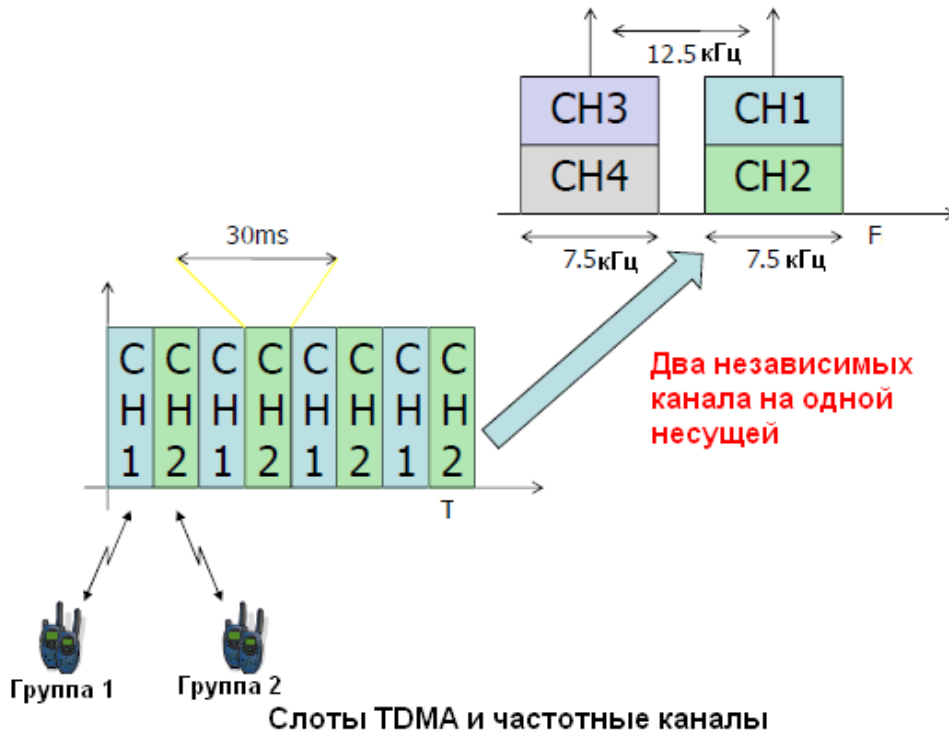 12.5 кГц
CH3
CH1
CH4
CH2
F
7.5 кГц
7.5 кГц
30ms
C H 1
C H 2
C H 1
C H 2
C H 1
C H 2
C H 1
C H 2
T
Два независимых
канала на одной
несущей
Группа 1
Группа 2
Слоты TDMA и частотные каналы